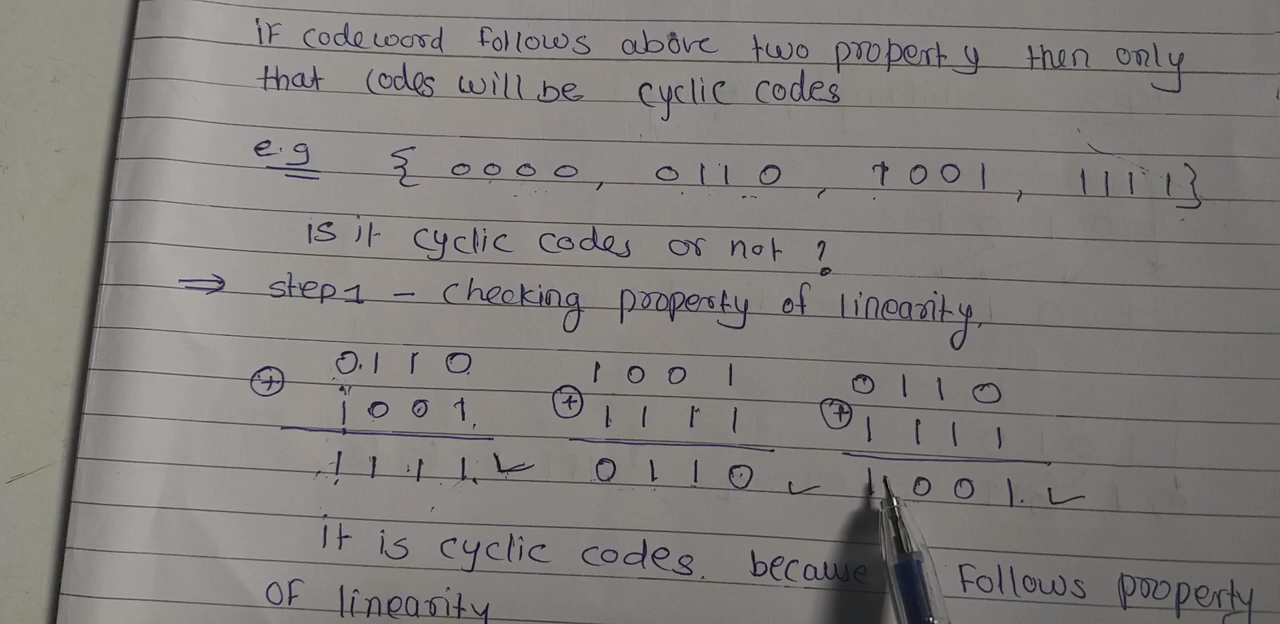 if codeword follows above two property then only
that codes will be cyclic codes
e.g { 0000, 0110, 1001, 1111}
is it cyclic codes or not ?
⇒ step1 - checking property of linearity.
0110 1001 0110
⊕ 1001 ⊕ 1111 ⊕ 1111
1111 ✓ 0110 ✓ 1001 ✓
it is cyclic codes. because follows property
of linearity